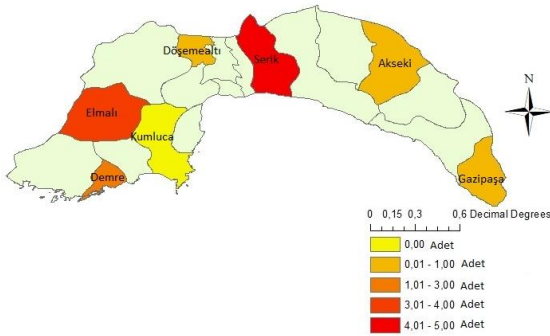 Döşemealtı
Serik
Akseki
Elmalı
Kumluca
Demre
Gazipaşa
N
0 0,15 0,3 0,6 Decimal Degrees
0,00 Adet
0,01 - 1,00 Adet
1,01 - 3,00 Adet
3,01 - 4,00 Adet
4,01 - 5,00 Adet